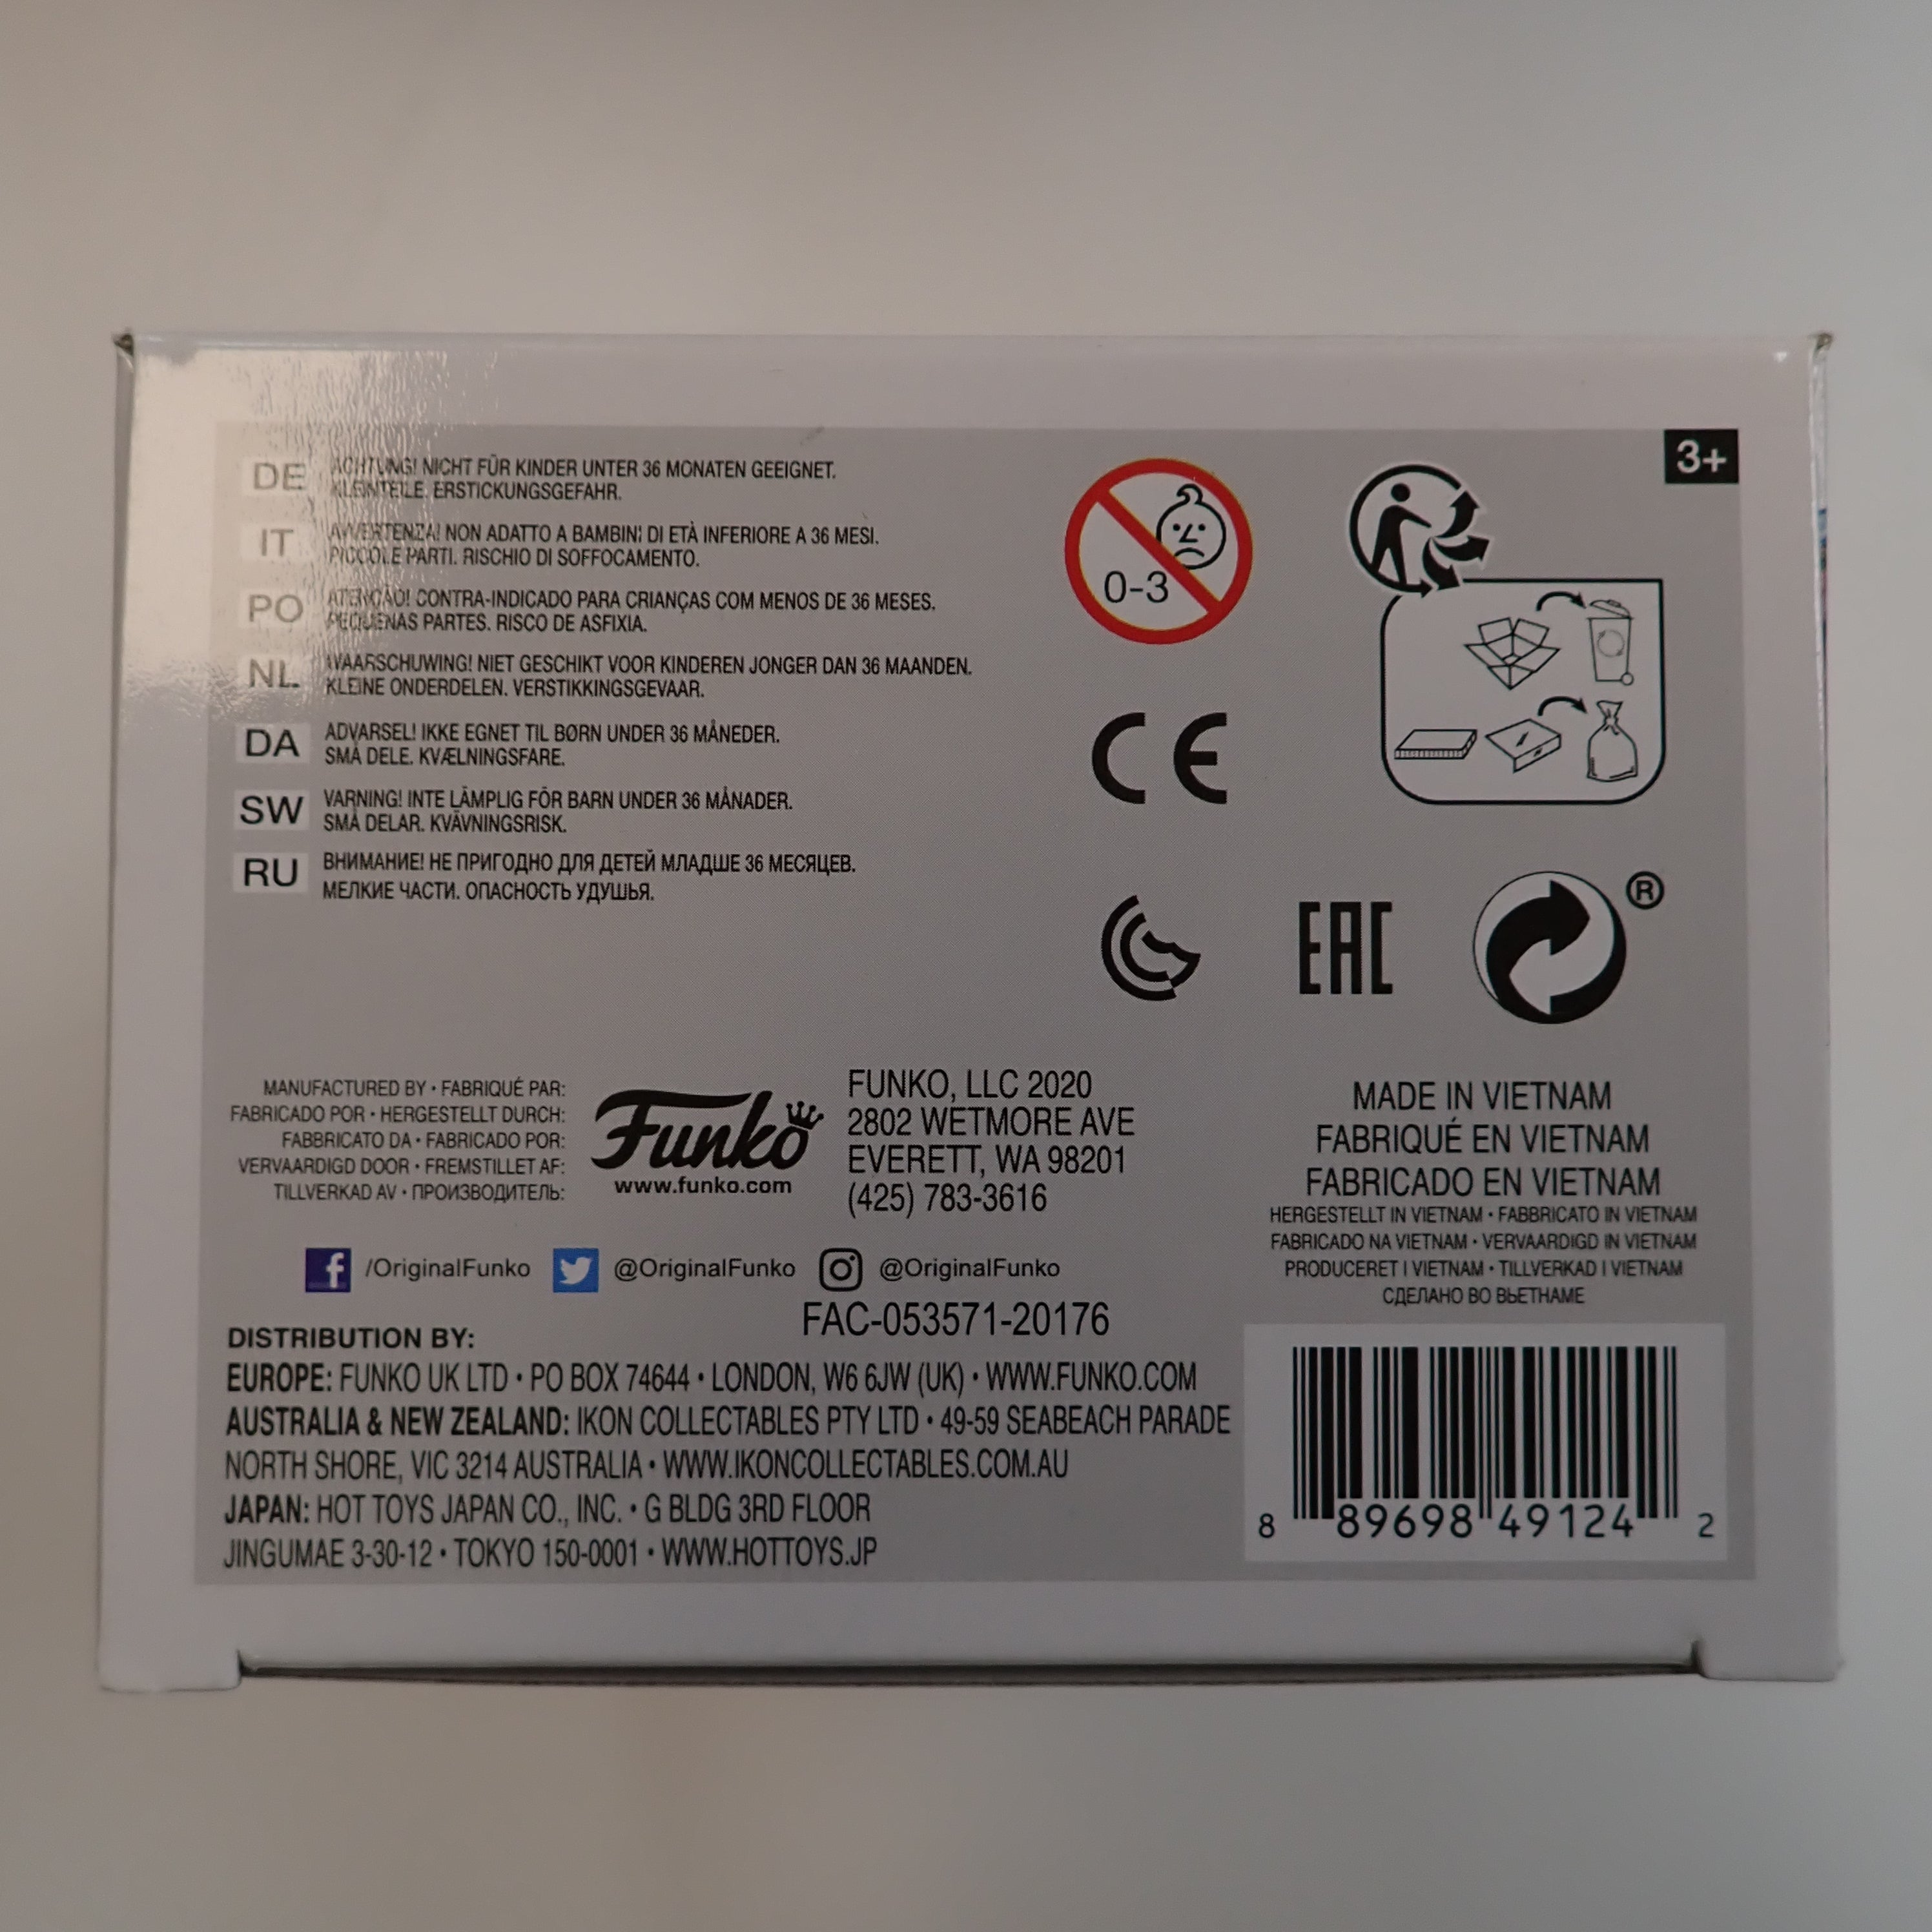 3+
DE
ACHTUNG! NICHT FÜR KINDER UNTER 36 MONATEN GEEIGNET.
KLEINTEILE. ERSTICKUNGSGEFAHR.
IT
AVVERTENZA! NON ADATTO A BAMBINI DI ETÀ INFERIORE A 36 MESI.
PICCOLE PARTI. RISCHIO DI SOFFOCAMENTO.
PO
ATENÇÃO! CONTRA-INDICADO PARA CRIANÇAS COM MENOS DE 36 MESES.
PEQUENAS PARTES. RISCO DE ASFIXIA.
NL
WAARSCHUWING! NIET GESCHIKT VOOR KINDEREN JONGER DAN 36 MAANDEN.
KLEINE ONDERDELEN. VERSTIKKINGSGEVAAR.
DA
ADVARSEL! IKKE EGNET TIL BØRN UNDER 36 MÅNEDER.
SMÅ DELE. KVÆLNINGSFARE.
SW
VARNING! INTE LÄMPLIG FÖR BARN UNDER 36 MÅNADER.
SMÅ DELAR. KVÄVNINGSRISK.
RU
ВНИМАНИЕ! НЕ ПРИГОДНО ДЛЯ ДЕТЕЙ МЛАДШЕ 36 МЕСЯЦЕВ.
МЕЛКИЕ ЧАСТИ. ОПАСНОСТЬ УДУШЬЯ.
0-3
CE
EAC
®
MANUFACTURED BY • FABRIQUÉ PAR:
FABRICADO POR • HERGESTELLT DURCH:
FABBRICATO DA • FABRICADO POR:
VERVAARDIGD DOOR • FREMSTILLET AF:
TILLVERKAD AV • ПРОИЗВОДИТЕЛЬ:
Funko
www.funko.com
FUNKO, LLC 2020
2802 WETMORE AVE
EVERETT, WA 98201
(425) 783-3616
/OriginalFunko @OriginalFunko @OriginalFunko
FAC-053571-20176
MADE IN VIETNAM
FABRIQUÉ EN VIETNAM
FABRICADO EN VIETNAM
HERGESTELLT IN VIETNAM • FABBRICATO IN VIETNAM
FABRICADO NA VIETNAM • VERVAARDIGD IN VIETNAM
PRODUCERET I VIETNAM • TILLVERKAD I VIETNAM
СДЕЛАНО ВО ВЬЕТНАМЕ
DISTRIBUTION BY:
EUROPE: FUNKO UK LTD • PO BOX 74644 • LONDON, W6 6JW (UK) • WWW.FUNKO.COM
AUSTRALIA & NEW ZEALAND: IKON COLLECTABLES PTY LTD • 49-59 SEABEACH PARADE
NORTH SHORE, VIC 3214 AUSTRALIA • WWW.IKONCOLLECTABLES.COM.AU
JAPAN: HOT TOYS JAPAN CO., INC. • G BLDG 3RD FLOOR
JINGUMAE 3-30-12 • TOKYO 150-0001 • WWW.HOTTOYS.JP
8 89698 49124 2